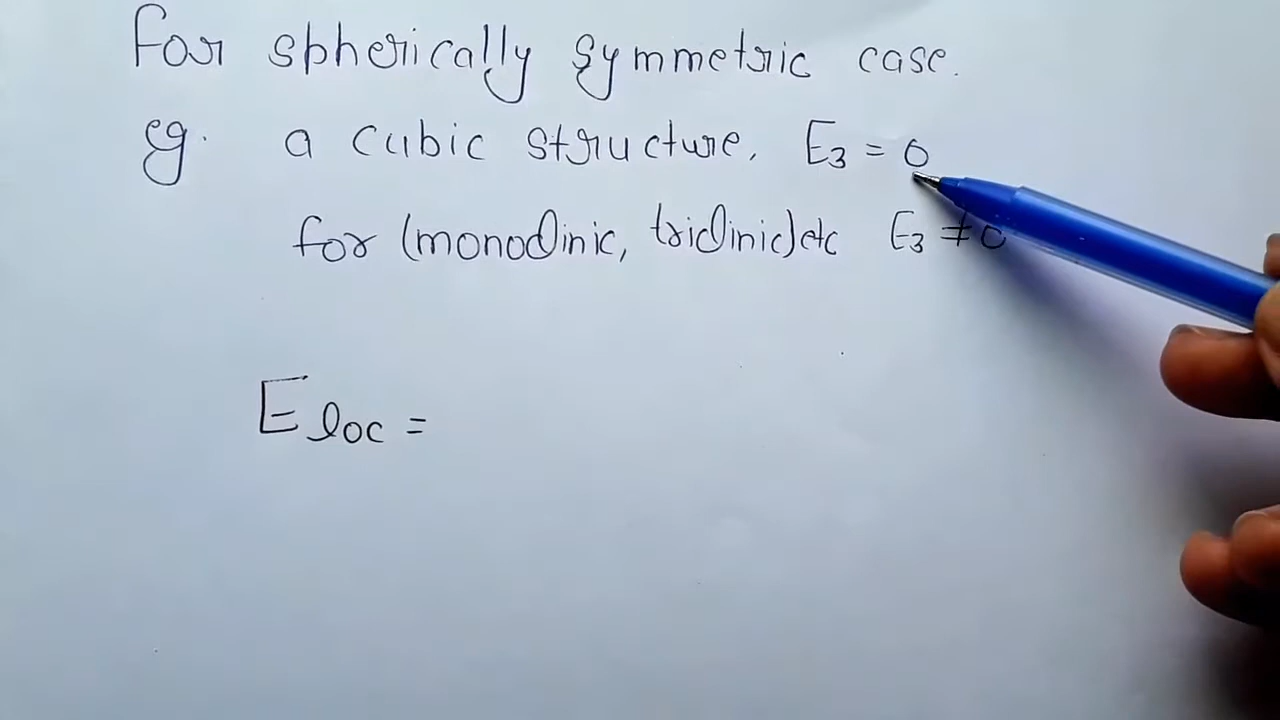 For spherically symmetric case.
eg. a cubic structure. E3 = 0
for (monoclinic, triclinic) etc E3 ≠ 0
Eloc =